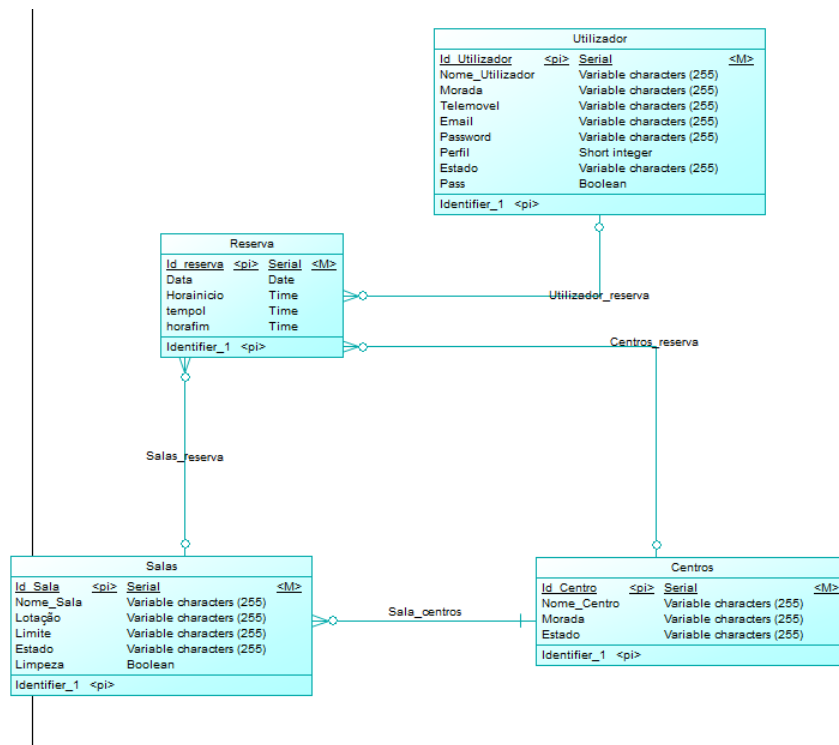 Utilizador
Id_Utilizador <pi> Serial <M>
Nome_Utilizador Variable characters (255)
Morada Variable characters (255)
Telemovel Variable characters (255)
Email Variable characters (255)
Password Variable characters (255)
Perfil Short integer
Estado Variable characters (255)
Pass Boolean
Identifier_1 <pi>
Reserva
Id_reserva <pi> Serial <M>
Data Date
Horainicio Time
tempol Time
horafim Time
Identifier_1 <pi>
Utilizador_reserva
Centros_reserva
Salas_reserva
Salas
Id_Sala <pi> Serial <M>
Nome_Sala Variable characters (255)
Lotação Variable characters (255)
Limite Variable characters (255)
Estado Variable characters (255)
Limpeza Boolean
Identifier_1 <pi>
Sala_centros
Centros
Id_Centro <pi> Serial <M>
Nome_Centro Variable characters (255)
Morada Variable characters (255)
Estado Variable characters (255)
Identifier_1 <pi>